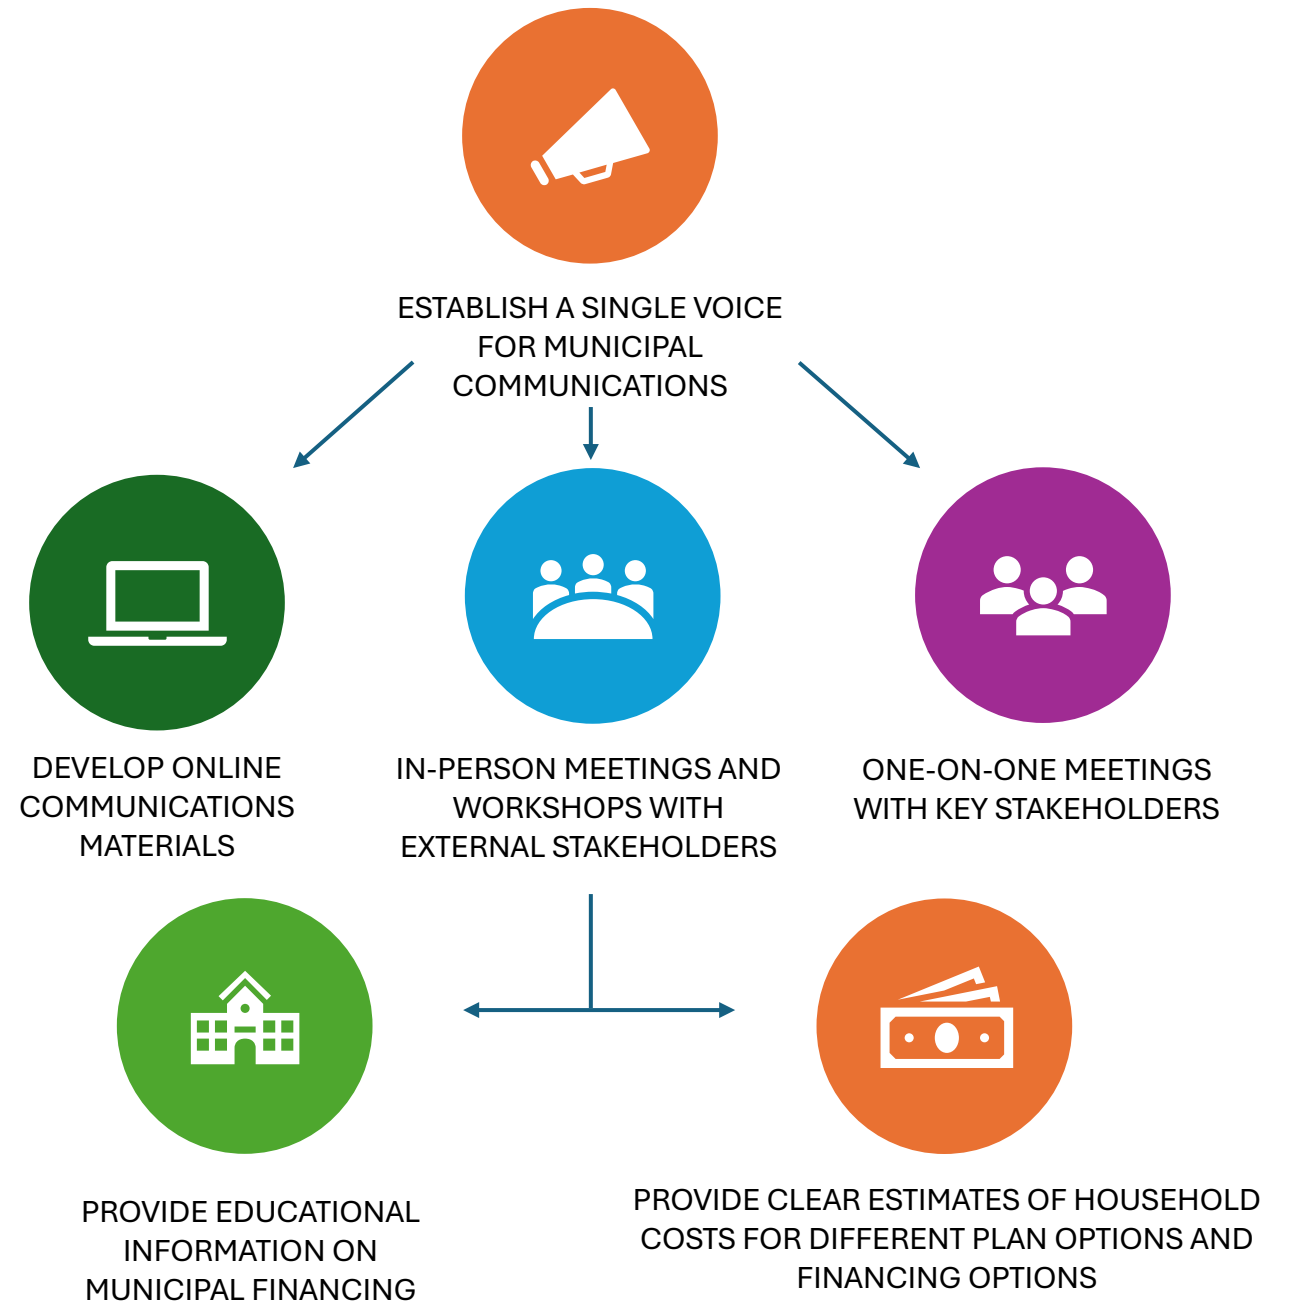 ESTABLISH A SINGLE VOICE
FOR MUNICIPAL
COMMUNICATIONS
DEVELOP ONLINE
COMMUNICATIONS
MATERIALS
IN-PERSON MEETINGS AND
WORKSHOPS WITH
EXTERNAL STAKEHOLDERS
ONE-ON-ONE MEETINGS
WITH KEY STAKEHOLDERS
PROVIDE EDUCATIONAL
INFORMATION ON
MUNICIPAL FINANCING
PROVIDE CLEAR ESTIMATES OF HOUSEHOLD
COSTS FOR DIFFERENT PLAN OPTIONS AND
FINANCING OPTIONS